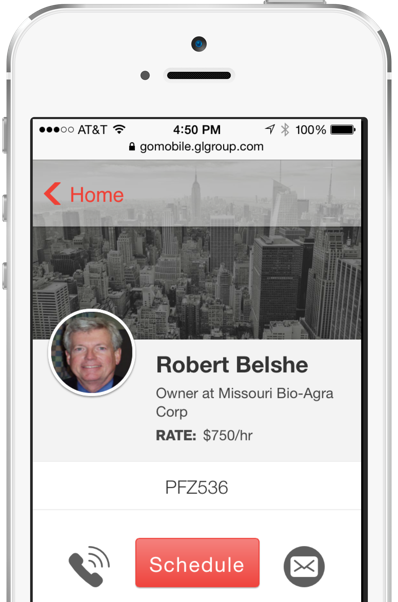 AT&T 4:50 PM 100%
gomobile.glgroup.com
Home
Robert Belshe
Owner at Missouri Bio-Agra
Corp
RATE: $750/hr
PFZ536
Schedule